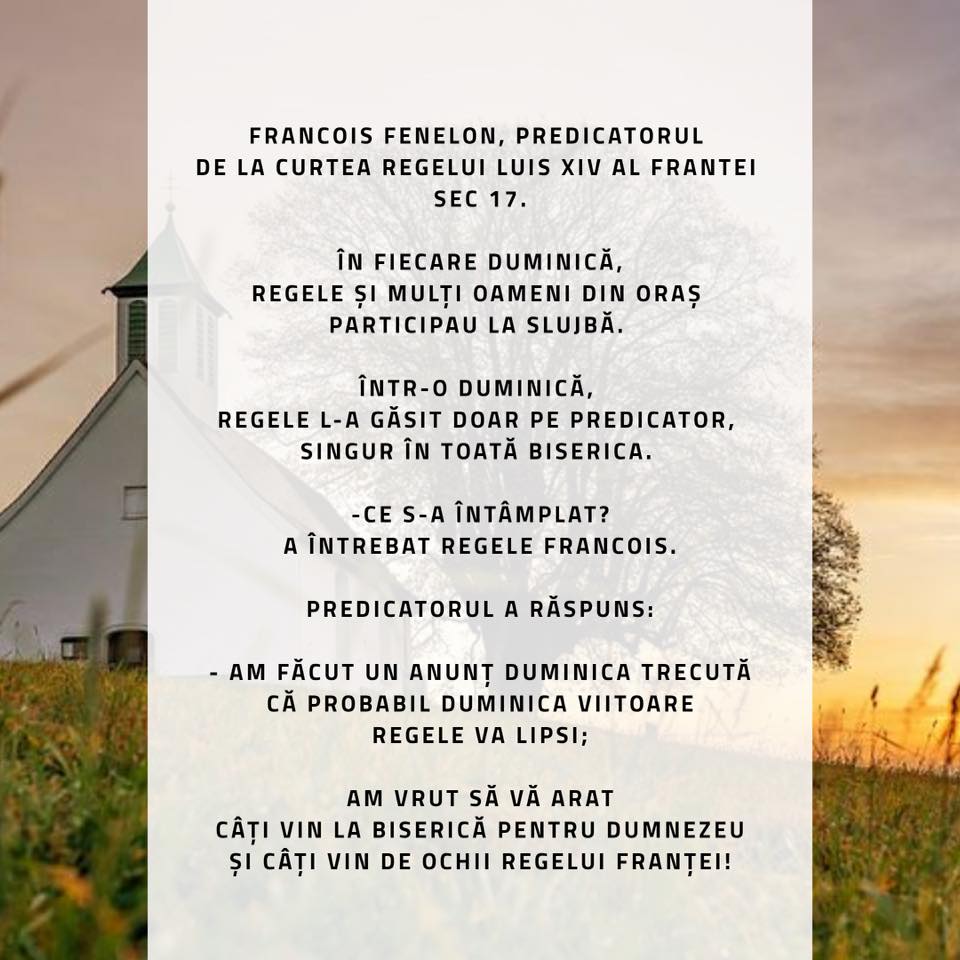 FRANCOIS FENELON, PREDICATORUL
DE LA CURTEA REGELUI LUIS XIV AL FRANTEI
SEC 17.
ÎN FIECARE DUMINICĂ,
REGELE ȘI MULȚI OAMENI DIN ORAȘ
PARTICIPAU LA SLUJBĂ.
ÎNTR-O DUMINICĂ,
REGELE L-A GĂSIT DOAR PE PREDICATOR,
SINGUR ÎN TOATĂ BISERICA.
-CE S-A ÎNTÂMPLAT?
A ÎNTREBAT REGELE FRANCOIS.
PREDICATORUL A RĂSPUNS:
- AM FĂCUT UN ANUNȚ DUMINICA TRECUTĂ
CĂ PROBABIL DUMINICA VIITOARE
REGELE VA LIPSI;
AM VRUT SĂ VĂ ARAT
CÂȚI VIN LA BISERICĂ PENTRU DUMNEZEU
ȘI CÂȚI VIN DE OCHII REGELUI FRANȚEI!